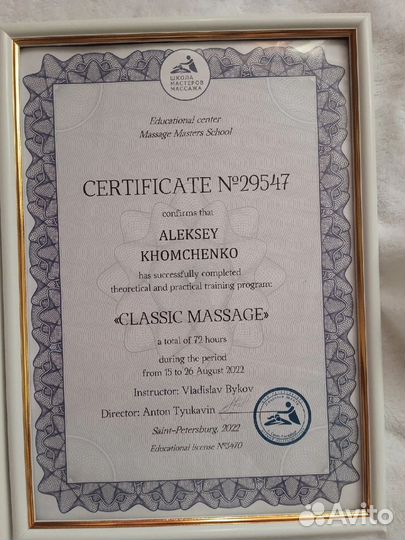 ШКОЛА
МАСТЕРОВ
МАССАЖА
Educational center
Massage Masters School
CERTIFICATE №29547
confirms that
ALEKSEY
KHOMCHENKO
has successfully completed
theoretical and practical training program:
«CLASSIC MASSAGE»
a total of 72 hours
during the period
from 15 to 26 August 2022
Instructor: Vladislav Bykov
Director: Anton Tyukavin
Saint-Petersburg, 2022
Educational license №3470
Avito